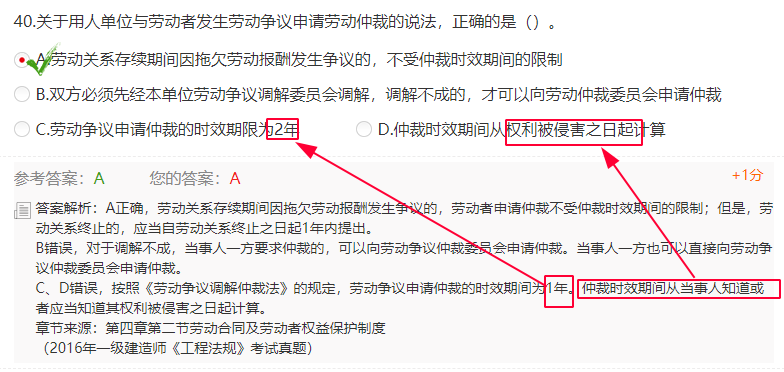 40.关于用人单位与劳动者发生劳动争议申请劳动仲裁的说法，正确的是（）。
A.劳动关系存续期间因拖欠劳动报酬发生争议的，不受仲裁时效期间的限制
B.双方必须先经本单位劳动争议调解委员会调解，调解不成的，才可以向劳动仲裁委员会申请仲裁
C.劳动争议申请仲裁的时效期限为2年 D.仲裁时效期间从权利被侵害之日起计算
参考答案：A 您的答案：A +1分
答案解析：A正确，劳动关系存续期间因拖欠劳动报酬发生争议的，劳动者申请仲裁不受仲裁时效期间的限制；但是，劳
动关系终止的，应当自劳动关系终止之日起1年内提出。
B错误，对于调解不成，当事人一方要求仲裁的，可以向劳动争议仲裁委员会申请仲裁。当事人一方也可以直接向劳动争
议仲裁委员会申请仲裁。
C、D错误，按照《劳动争议调解仲裁法》的规定，劳动争议申请仲裁的时效期间为1年。仲裁时效期间从当事人知道或
者应当知道其权利被侵害之日起计算。
章节来源：第四章第二节劳动合同及劳动者权益保护制度
（2016年一级建造师《工程法规》考试真题）